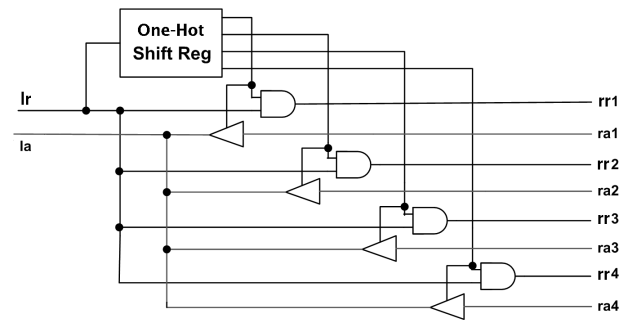 One-Hot
Shift Reg
lr
la
rr1
ra1
rr2
ra2
rr3
ra3
rr4
ra4